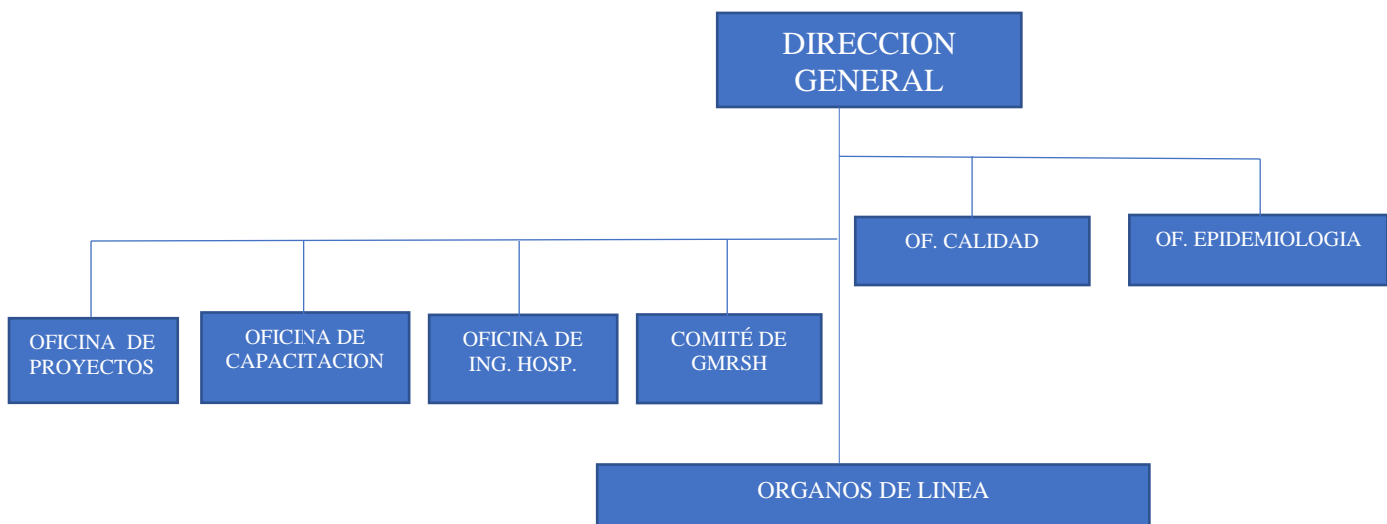 DIRECCION
GENERAL
OF. CALIDAD
OF. EPIDEMIOLOGIA
OFICINA DE
PROYECTOS
OFICINA DE
CAPACITACION
OFICINA DE
ING. HOSP.
COMITÉ DE
GMRSH
ORGANOS DE LINEA